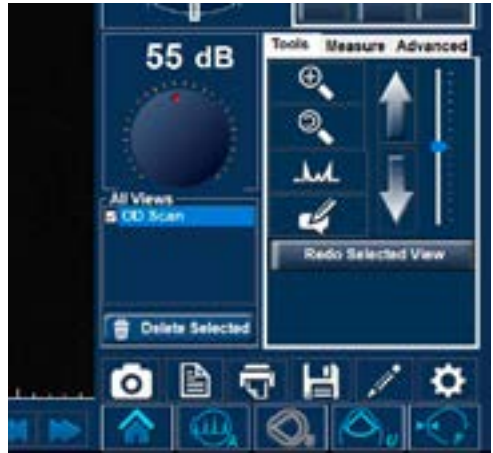 55 dB
Tools Measure Advanced
All Views
OD Scan
Redo Selected View
Delete Selected
A
U
P